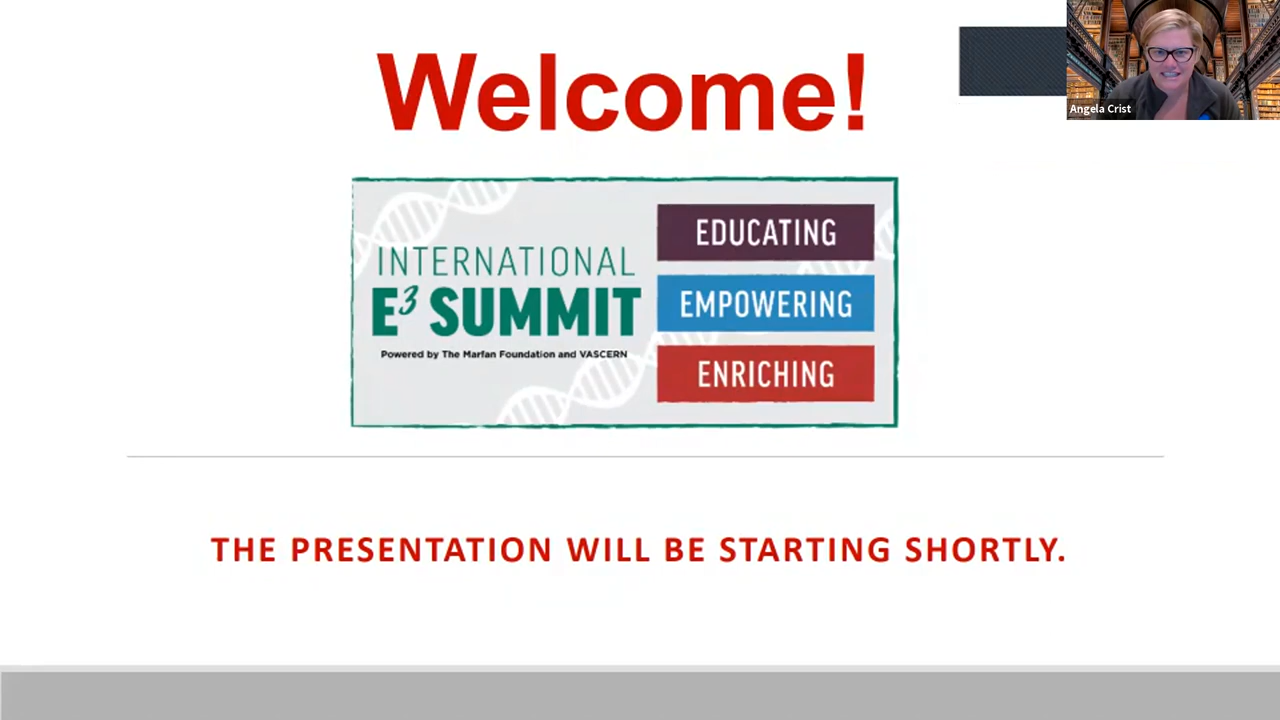 Welcome!
Angela Crist
INTERNATIONAL
E³ SUMMIT
Powered by The Marfan Foundation and VASCERN
EDUCATING
EMPOWERING
ENRICHING
THE PRESENTATION WILL BE STARTING SHORTLY.